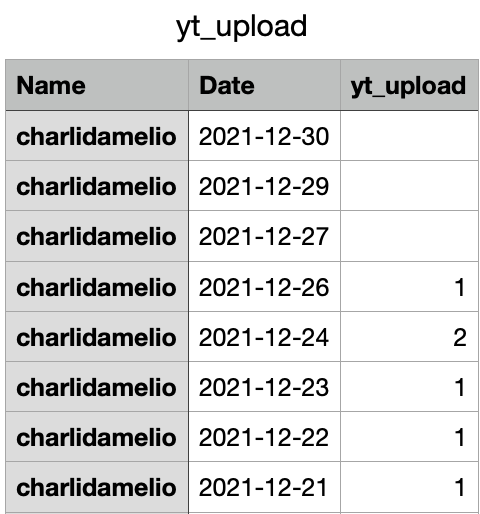 yt_upload
Name Date yt_upload
charlidamelio 2021-12-30
charlidamelio 2021-12-29
charlidamelio 2021-12-27
charlidamelio 2021-12-26 1
charlidamelio 2021-12-24 2
charlidamelio 2021-12-23 1
charlidamelio 2021-12-22 1
charlidamelio 2021-12-21 1